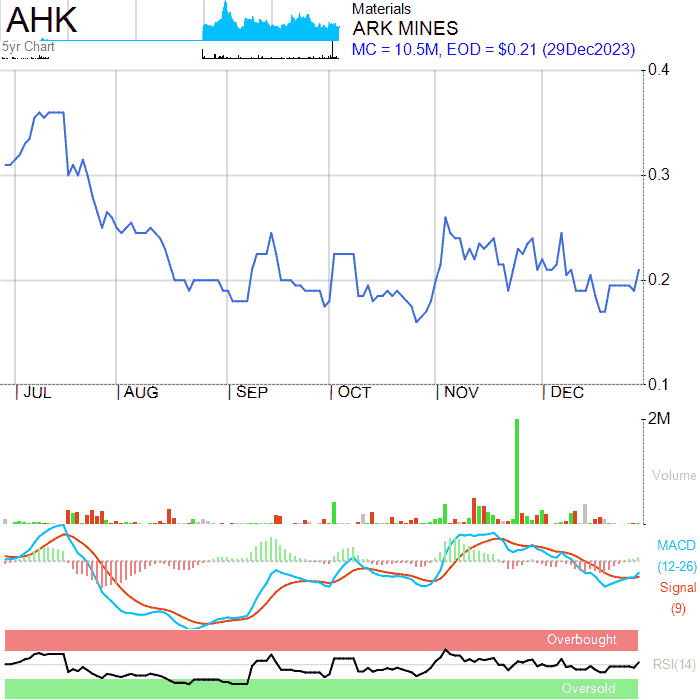 AHK
5yr Chart
Materials
ARK MINES
MC = 10.5M, EOD = $0.21 (29Dec2023)
0.4
0.3
0.2
0.1
JUL AUG SEP OCT NOV DEC
2M
Volume
MACD
(12-26)
Signal
(9)
Overbought
RSI(14)
Oversold